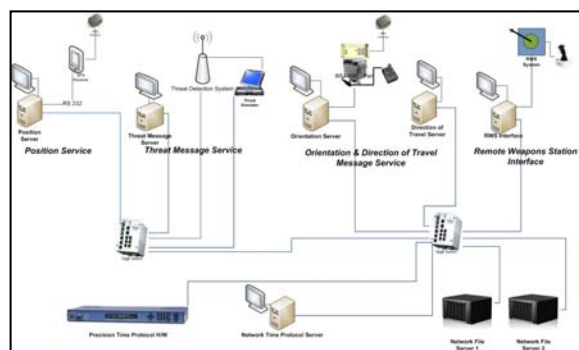 RWS
System
Threat Detection System
RS 232
Position
Server
Threat Message
Server
Orientation Server
Direction of
Travel Server
RWS Interface
Position Service
Threat Message Service
Orientation & Direction of Travel
Message Service
Remote Weapons Station
Interface
Precision Time Protocol H/W
Network Time Protocol Server
Network File
Server 1
Network File
Server 2